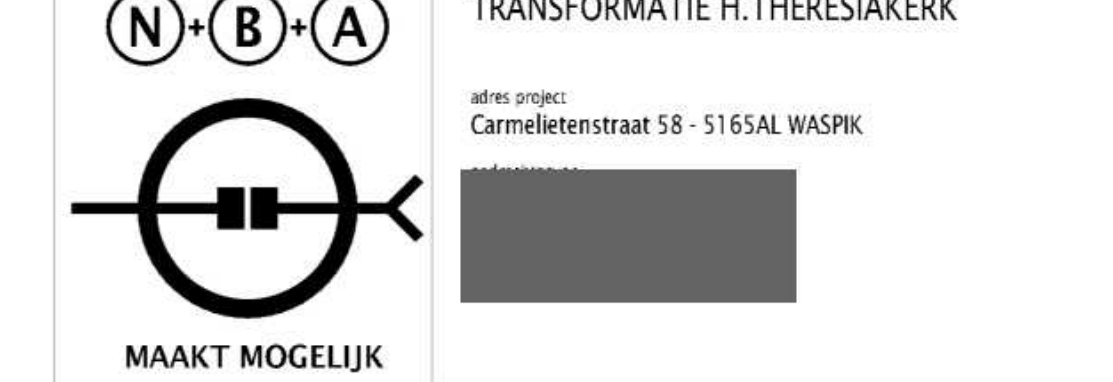 N+B+A
MAAKT MOGELIJK
TRANSFORMATIE H.THERESIAKERK
adres project
Carmelietenstraat 58 - 5165AL WASPIK